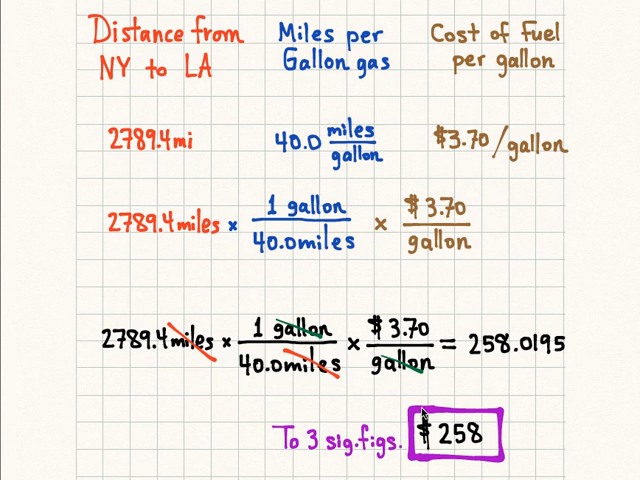 Distance from Miles per Cost of Fuel
NY to LA Gallon gas per gallon
2789.4mi 40.0 miles/gallon $3.70/gallon
2789.4miles × 1 gallon/40.0miles × $3.70/gallon
2789.4miles × 1 gallon/40.0miles × $3.70/gallon = 258.0195
To 3 sig.figs. $258